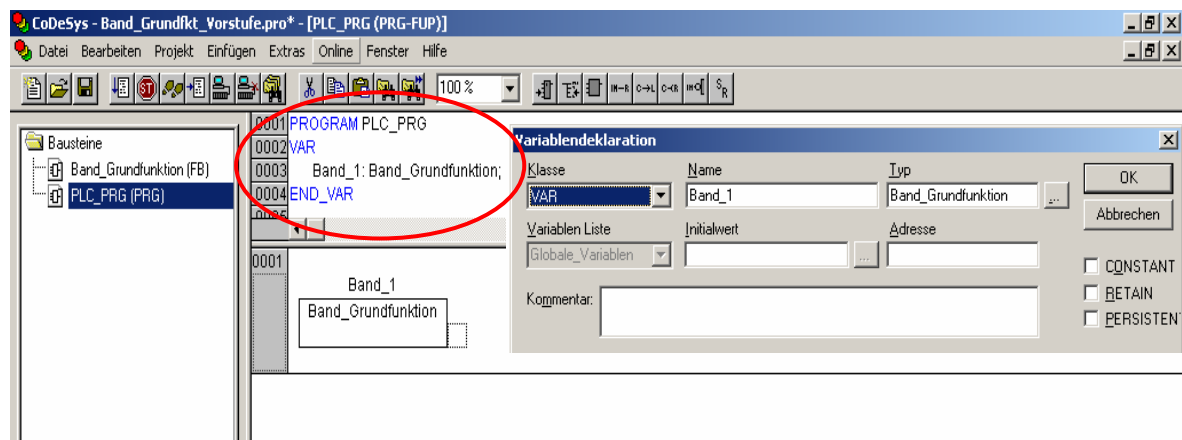 CoDeSys - Band_Grundfkt_Vorstufe.pro* - [PLC_PRG (PRG-FUP)]
Datei Bearbeiten Projekt Einfügen Extras Online Fenster Hilfe
100 %
Bausteine
Band_Grundfunktion (FB)
PLC_PRG (PRG)
0001 PROGRAM PLC_PRG
0002 VAR
0003 Band_1: Band_Grundfunktion;
0004 END_VAR
0005
0001
Band_1
Band_Grundfunktion
Variablendeklaration
Klasse Name Typ
VAR Band_1 Band_Grundfunktion ...
OK
Abbrechen
Variablen Liste Initialwert Adresse
Globale_Variablen ...
Kommentar:
CONSTANT
RETAIN
PERSISTEN